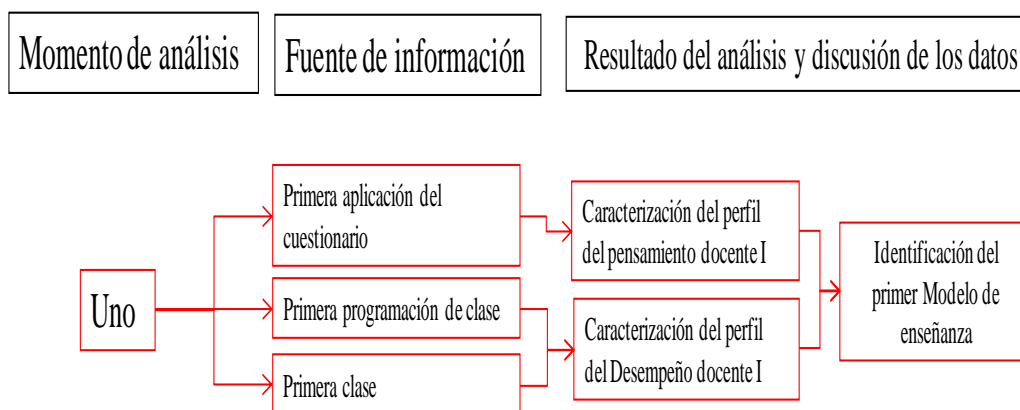 Momento de análisis
Fuente de información
Resultado del análisis y discusión de los datos
Uno
Primera aplicación del
cuestionario
Primera programación de clase
Primera clase
Caracterización del perfil
del pensamiento docente I
Caracterización del perfil
del Desempeño docente I
Identificación del
primer Modelo de
enseñanza